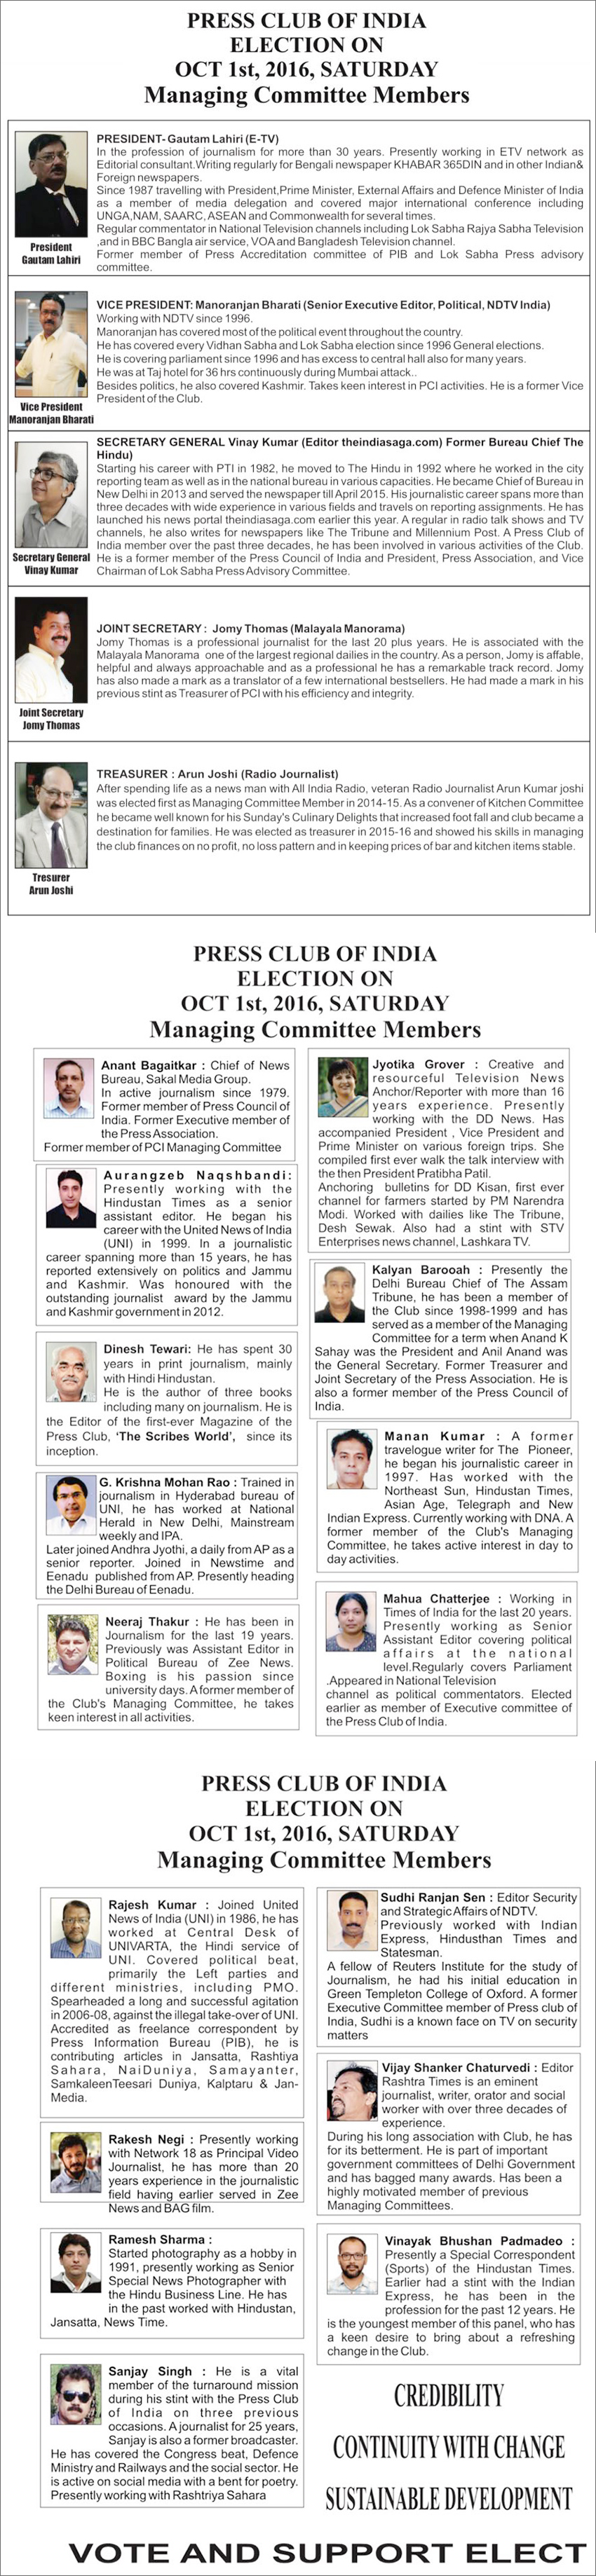 PRESS CLUB OF INDIA
ELECTION ON
OCT 1st, 2016, SATURDAY
Managing Committee Members
PRESIDENT- Gautam Lahiri (E-TV)
In the profession of journalism for more than 30 years. Presently working in ETV network as
Editorial consultant.Writing regularly for Bengali newspaper KHABAR 365DIN and in other Indian&
Foreign newspapers.
Since 1987 travelling with President,Prime Minister, External Affairs and Defence Minister of India
as a member of media delegation and covered major international conference including
UNGA,NAM, SAARC, ASEAN and Commonwealth for several times.
Regular commentator in National Television channels including Lok Sabha Rajya Sabha Television
,and in BBC Bangla air service, VOA and Bangladesh Television channel.
Former member of Press Accreditation committee of PIB and Lok Sabha Press advisory
committee.
President
Gautam Lahiri
VICE PRESIDENT: Manoranjan Bharati (Senior Executive Editor, Political, NDTV India)
Working with NDTV since 1996.
Manoranjan has covered most of the political event throughout the country.
He has covered every Vidhan Sabha and Lok Sabha election since 1996 General elections.
He is covering parliament since 1996 and has excess to central hall also for many years.
He was at Taj hotel for 36 hrs continuously during Mumbai attack..
Besides politics, he also covered Kashmir. Takes keen interest in PCI activities. He is a former Vice
President of the Club.
Vice President
Manoranjan Bharati
SECRETARY GENERAL Vinay Kumar (Editor theindiasaga.com) Former Bureau Chief The
Hindu)
Starting his career with PTI in 1982, he moved to The Hindu in 1992 where he worked in the city
reporting team as well as in the national bureau in various capacities. He became Chief of Bureau in
New Delhi in 2013 and served the newspaper till April 2015. His journalistic career spans more than
three decades with wide experience in various fields and travels on reporting assignments. He has
launched his news portal theindiasaga.com earlier this year. A regular in radio talk shows and TV
channels, he also writes for newspapers like The Tribune and Millennium Post. A Press Club of
India member over the past three decades, he has been involved in various activities of the Club.
He is a former member of the Press Council of India and President, Press Association, and Vice
Chairman of Lok Sabha Press Advisory Committee.
Secretary General
Vinay Kumar
JOINT SECRETARY : Jomy Thomas (Malayala Manorama)
Jomy Thomas is a professional journalist for the last 20 plus years. He is associated with the
Malayala Manorama one of the largest regional dailies in the country. As a person, Jomy is affable,
helpful and always approachable and as a professional he has a remarkable track record. Jomy
has also made a mark as a translator of a few international bestsellers. He had made a mark in his
previous stint as Treasurer of PCI with his efficiency and integrity.
Joint Secretary
Jomy Thomas
TREASURER : Arun Joshi (Radio Journalist)
After spending life as a news man with All India Radio, veteran Radio Journalist Arun Kumar joshi
was elected first as Managing Committee Member in 2014-15. As a convener of Kitchen Committee
he became well known for his Sunday's Culinary Delights that increased foot fall and club became a
destination for families. He was elected as treasurer in 2015-16 and showed his skills in managing
the club finances on no profit, no loss pattern and in keeping prices of bar and kitchen items stable.
Tresurer
Arun Joshi
PRESS CLUB OF INDIA
ELECTION ON
OCT 1st, 2016, SATURDAY
Managing Committee Members
Anant Bagaitkar : Chief of News
Bureau, Sakal Media Group.
In active journalism since 1979.
Former member of Press Council of
India. Former Executive member of
the Press Association.
Former member of PCI Managing Committee
Aurangzeb Naqshbandi:
Presently working with the
Hindustan Times as a senior
assistant editor. He began his
career with the United News of India
(UNI) in 1999. In a journalistic
career spanning more than 15 years, he has
reported extensively on politics and Jammu
and Kashmir. Was honoured with the
outstanding journalist award by the Jammu
and Kashmir government in 2012.
Dinesh Tewari: He has spent 30
years in print journalism, mainly
with Hindi Hindustan.
He is the author of three books
including many on journalism. He is
the Editor of the first-ever Magazine of the
Press Club, 'The Scribes World', since its
inception.
G. Krishna Mohan Rao : Trained in
journalism in Hyderabad bureau of
UNI, he has worked at National
Herald in New Delhi, Mainstream
weekly and IPA.
Later joined Andhra Jyothi, a daily from AP as a
senior reporter. Joined in Newstime and
Eenadu published from AP. Presently heading
the Delhi Bureau of Eenadu.
Neeraj Thakur : He has been in
Journalism for the last 19 years.
Previously was Assistant Editor in
Political Bureau of Zee News.
Boxing is his passion since
university days. A former member of
the Club's Managing Committee, he takes
keen interest in all activities.
Jyotika Grover : Creative and
resourceful Television News
Anchor/Reporter with more than 16
years experience. Presently
working with the DD News. Has
accompanied President , Vice President and
Prime Minister on various foreign trips. She
compiled first ever walk the talk interview with
the then President Pratibha Patil.
Anchoring bulletins for DD Kisan, first ever
channel for farmers started by PM Narendra
Modi. Worked with dailies like The Tribune,
Desh Sewak. Also had a stint with STV
Enterprises news channel, Lashkara TV.
Kalyan Barooah : Presently the
Delhi Bureau Chief of The Assam
Tribune, he has been a member of
the Club since 1998-1999 and has
served as a member of the Managing
Committee for a term when Anand K
Sahay was the President and Anil Anand was
the General Secretary. Former Treasurer and
Joint Secretary of the Press Association. He is
also a former member of the Press Council of
India.
Manan Kumar : A former
travelogue writer for The Pioneer,
he began his journalistic career in
1997. Has worked with the
Northeast Sun, Hindustan Times,
Asian Age, Telegraph and New
Indian Express. Currently working with DNA. A
former member of the Club's Managing
Committee, he takes active interest in day to
day activities.
Mahua Chatterjee : Working in
Times of India for the last 20 years.
Presently working as Senior
Assistant Editor covering political
affairs at the national
level.Regularly covers Parliament
.Appeared in National Television
channel as political commentators. Elected
earlier as member of Executive committee of
the Press Club of India.
PRESS CLUB OF INDIA
ELECTION ON
OCT 1st, 2016, SATURDAY
Managing Committee Members
Rajesh Kumar : Joined United
News of India (UNI) in 1986, he has
worked at Central Desk of
UNIVARTA, the Hindi service of
UNI. Covered political beat,
primarily the Left parties and
different ministries, including PMO.
Spearheaded a long and successful agitation
in 2006-08, against the illegal take-over of UNI.
Accredited as freelance correspondent by
Press Information Bureau (PIB), he is
contributing articles in Jansatta, Rashtiya
Sahara, NaiDuniya, Samayanter,
SamkaleenTeesari Duniya, Kalptaru & Jan-
Media.
Rakesh Negi : Presently working
with Network 18 as Principal Video
Journalist, he has more than 20
years experience in the journalistic
field having earlier served in Zee
News and BAG film.
Ramesh Sharma :
Started photography as a hobby in
1991, presently working as Senior
Special News Photographer with
the Hindu Business Line. He has
in the past worked with Hindustan,
Jansatta, News Time.
Sanjay Singh : He is a vital
member of the turnaround mission
during his stint with the Press Club
of India on three previous
occasions. A journalist for 25 years,
Sanjay is also a former broadcaster.
He has covered the Congress beat, Defence
Ministry and Railways and the social sector. He
is active on social media with a bent for poetry.
Presently working with Rashtriya Sahara
Sudhi Ranjan Sen : Editor Security
and Strategic Affairs of NDTV.
Previously worked with Indian
Express, Hindusthan Times and
Statesman.
A fellow of Reuters Institute for the study of
Journalism, he had his initial education in
Green Templeton College of Oxford. A former
Executive Committee member of Press club of
India, Sudhi is a known face on TV on security
matters
Vijay Shanker Chaturvedi : Editor
Rashtra Times is an eminent
journalist, writer, orator and social
worker with over three decades of
experience.
During his long association with Club, he has
for its betterment. He is part of important
government committees of Delhi Government
and has bagged many awards. Has been a
highly motivated member of previous
Managing Committees.
Vinayak Bhushan Padmadeo :
Presently a Special Correspondent
(Sports) of the Hindustan Times.
Earlier had a stint with the Indian
Express, he has been in the
profession for the past 12 years. He
is the youngest member of this panel, who has
a keen desire to bring about a refreshing
change in the Club.
CREDIBILITY
CONTINUITY WITH CHANGE
SUSTAINABLE DEVELOPMENT
VOTE AND SUPPORT ELECT